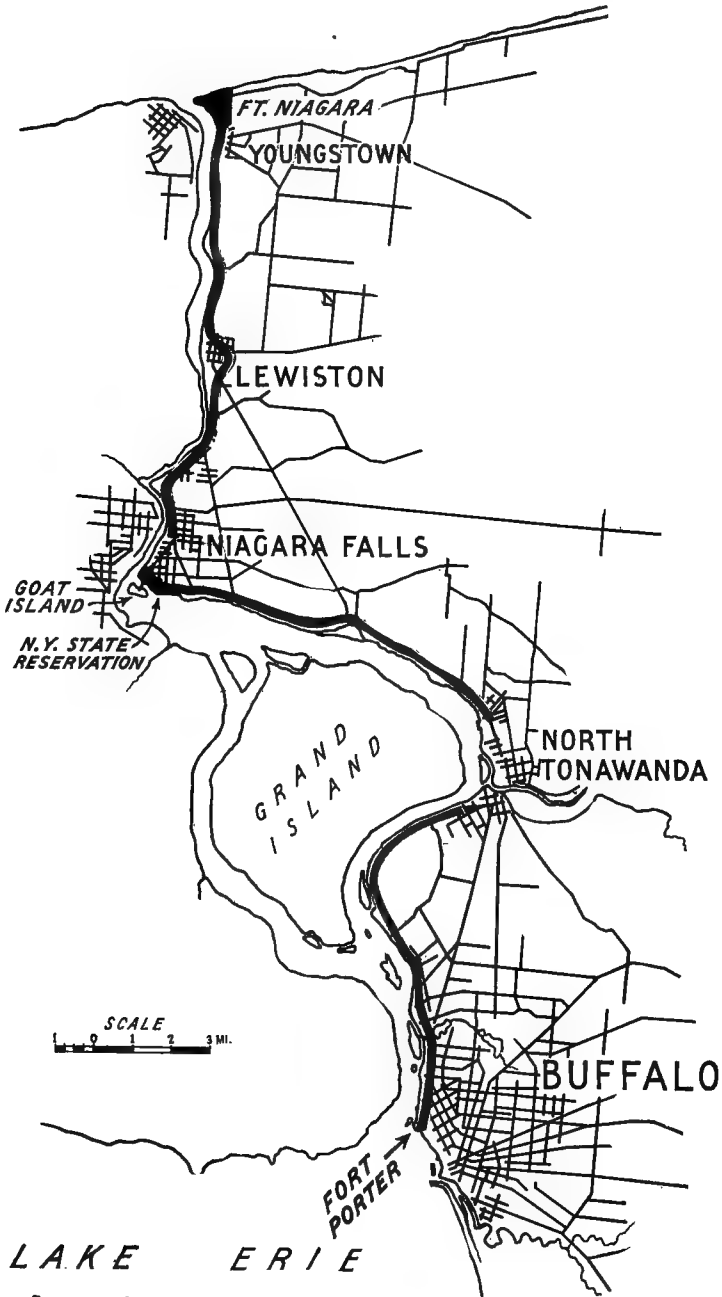 FT. NIAGARA
YOUNGSTOWN
LEWISTON
NIAGARA FALLS
GOAT
ISLAND
N.Y. STATE
RESERVATION
GRAND
ISLAND
NORTH
TONAWANDA
SCALE
1 0 1 2 3 MI.
BUFFALO
FORT
PORTER
LAKE ERIE